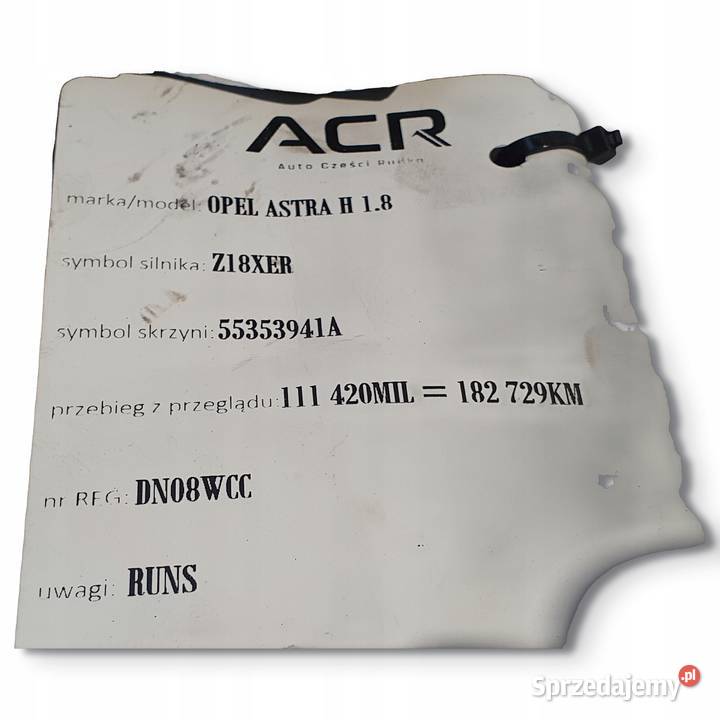 ACR
Auto Części Rudka
marka/model: OPEL ASTRA H 1.8
symbol silnika: Z18XER
symbol skrzyni: 55353941A
przebieg z przeglądu: 111 420MIL = 182 729KM
nr REG: DN08WCC
uwagi: RUNS
Sprzedajemy.pl